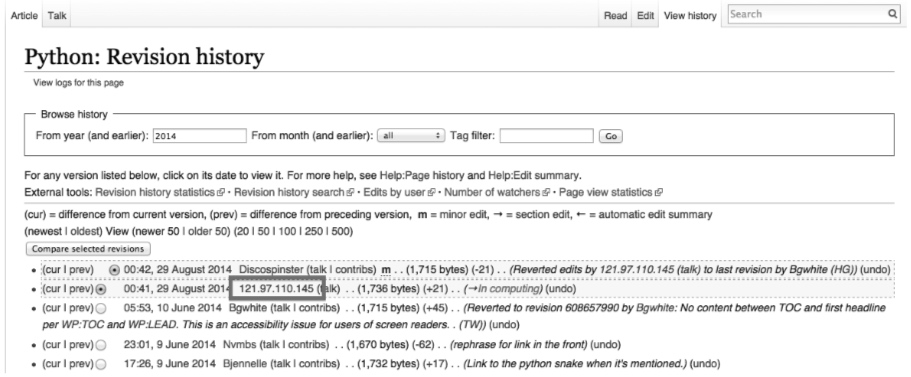 Article Talk Read Edit View history Search
Python: Revision history
View logs for this page
Browse history
From year (and earlier): 2014 From month (and earlier): all Tag filter: Go
For any version listed below, click on its date to view it. For more help, see Help:Page history and Help:Edit summary.
External tools: Revision history statistics · Revision history search · Edits by user · Number of watchers · Page view statistics
(cur) = difference from current version, (prev) = difference from preceding version, m = minor edit, → = section edit, ← = automatic edit summary
(newest | oldest) View (newer 50 | older 50) (20 | 50 | 100 | 250 | 500)
Compare selected revisions
• (cur | prev) 00:42, 29 August 2014 Discospinster (talk | contribs) m . . (1,715 bytes) (-21) . . (Reverted edits by 121.97.110.145 (talk) to last revision by Bgwhite (HG)) (undo)
• (cur | prev) 00:41, 29 August 2014 121.97.110.145 (talk) . . (1,736 bytes) (+21) . . (→In computing) (undo)
• (cur | prev) 05:53, 10 June 2014 Bgwhite (talk | contribs) . . (1,715 bytes) (+45) . . (Reverted to revision 608657990 by Bgwhite: No content between TOC and first headline
per WP:TOC and WP:LEAD. This is an accessibility issue for users of screen readers. . (TW)) (undo)
• (cur | prev) 23:01, 9 June 2014 Nvmbs (talk | contribs) . . (1,670 bytes) (-62) . . (rephrase for link in the front) (undo)
• (cur | prev) 17:26, 9 June 2014 Bjennelle (talk | contribs) . . (1,732 bytes) (+17) . . (Link to the python snake when it's mentioned.) (undo)